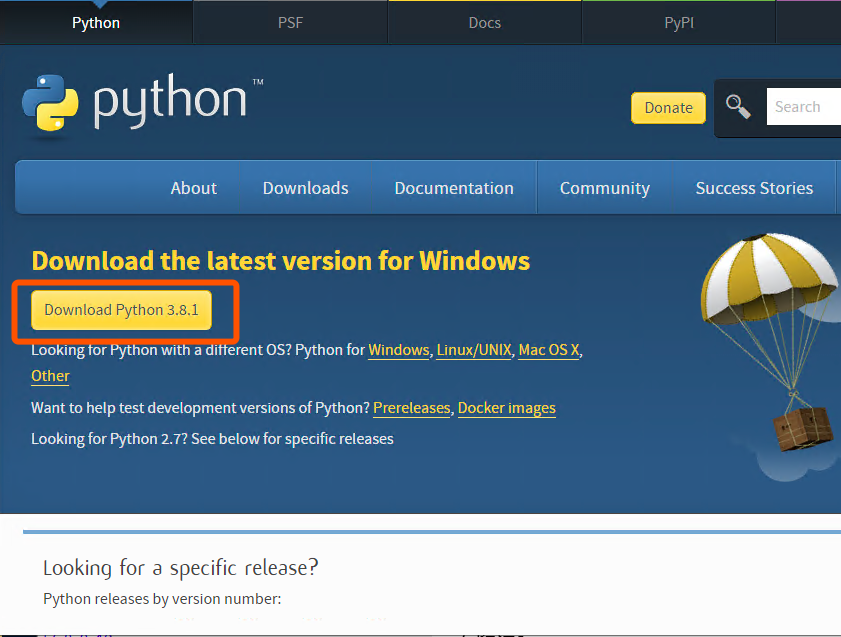 Python PSF Docs PyPI
python™
Donate Search
About Downloads Documentation Community Success Stories
Download the latest version for Windows
Download Python 3.8.1
Looking for Python with a different OS? Python for Windows, Linux/UNIX, Mac OS X,
Other
Want to help test development versions of Python? Prereleases, Docker images
Looking for Python 2.7? See below for specific releases
Looking for a specific release?
Python releases by version number: